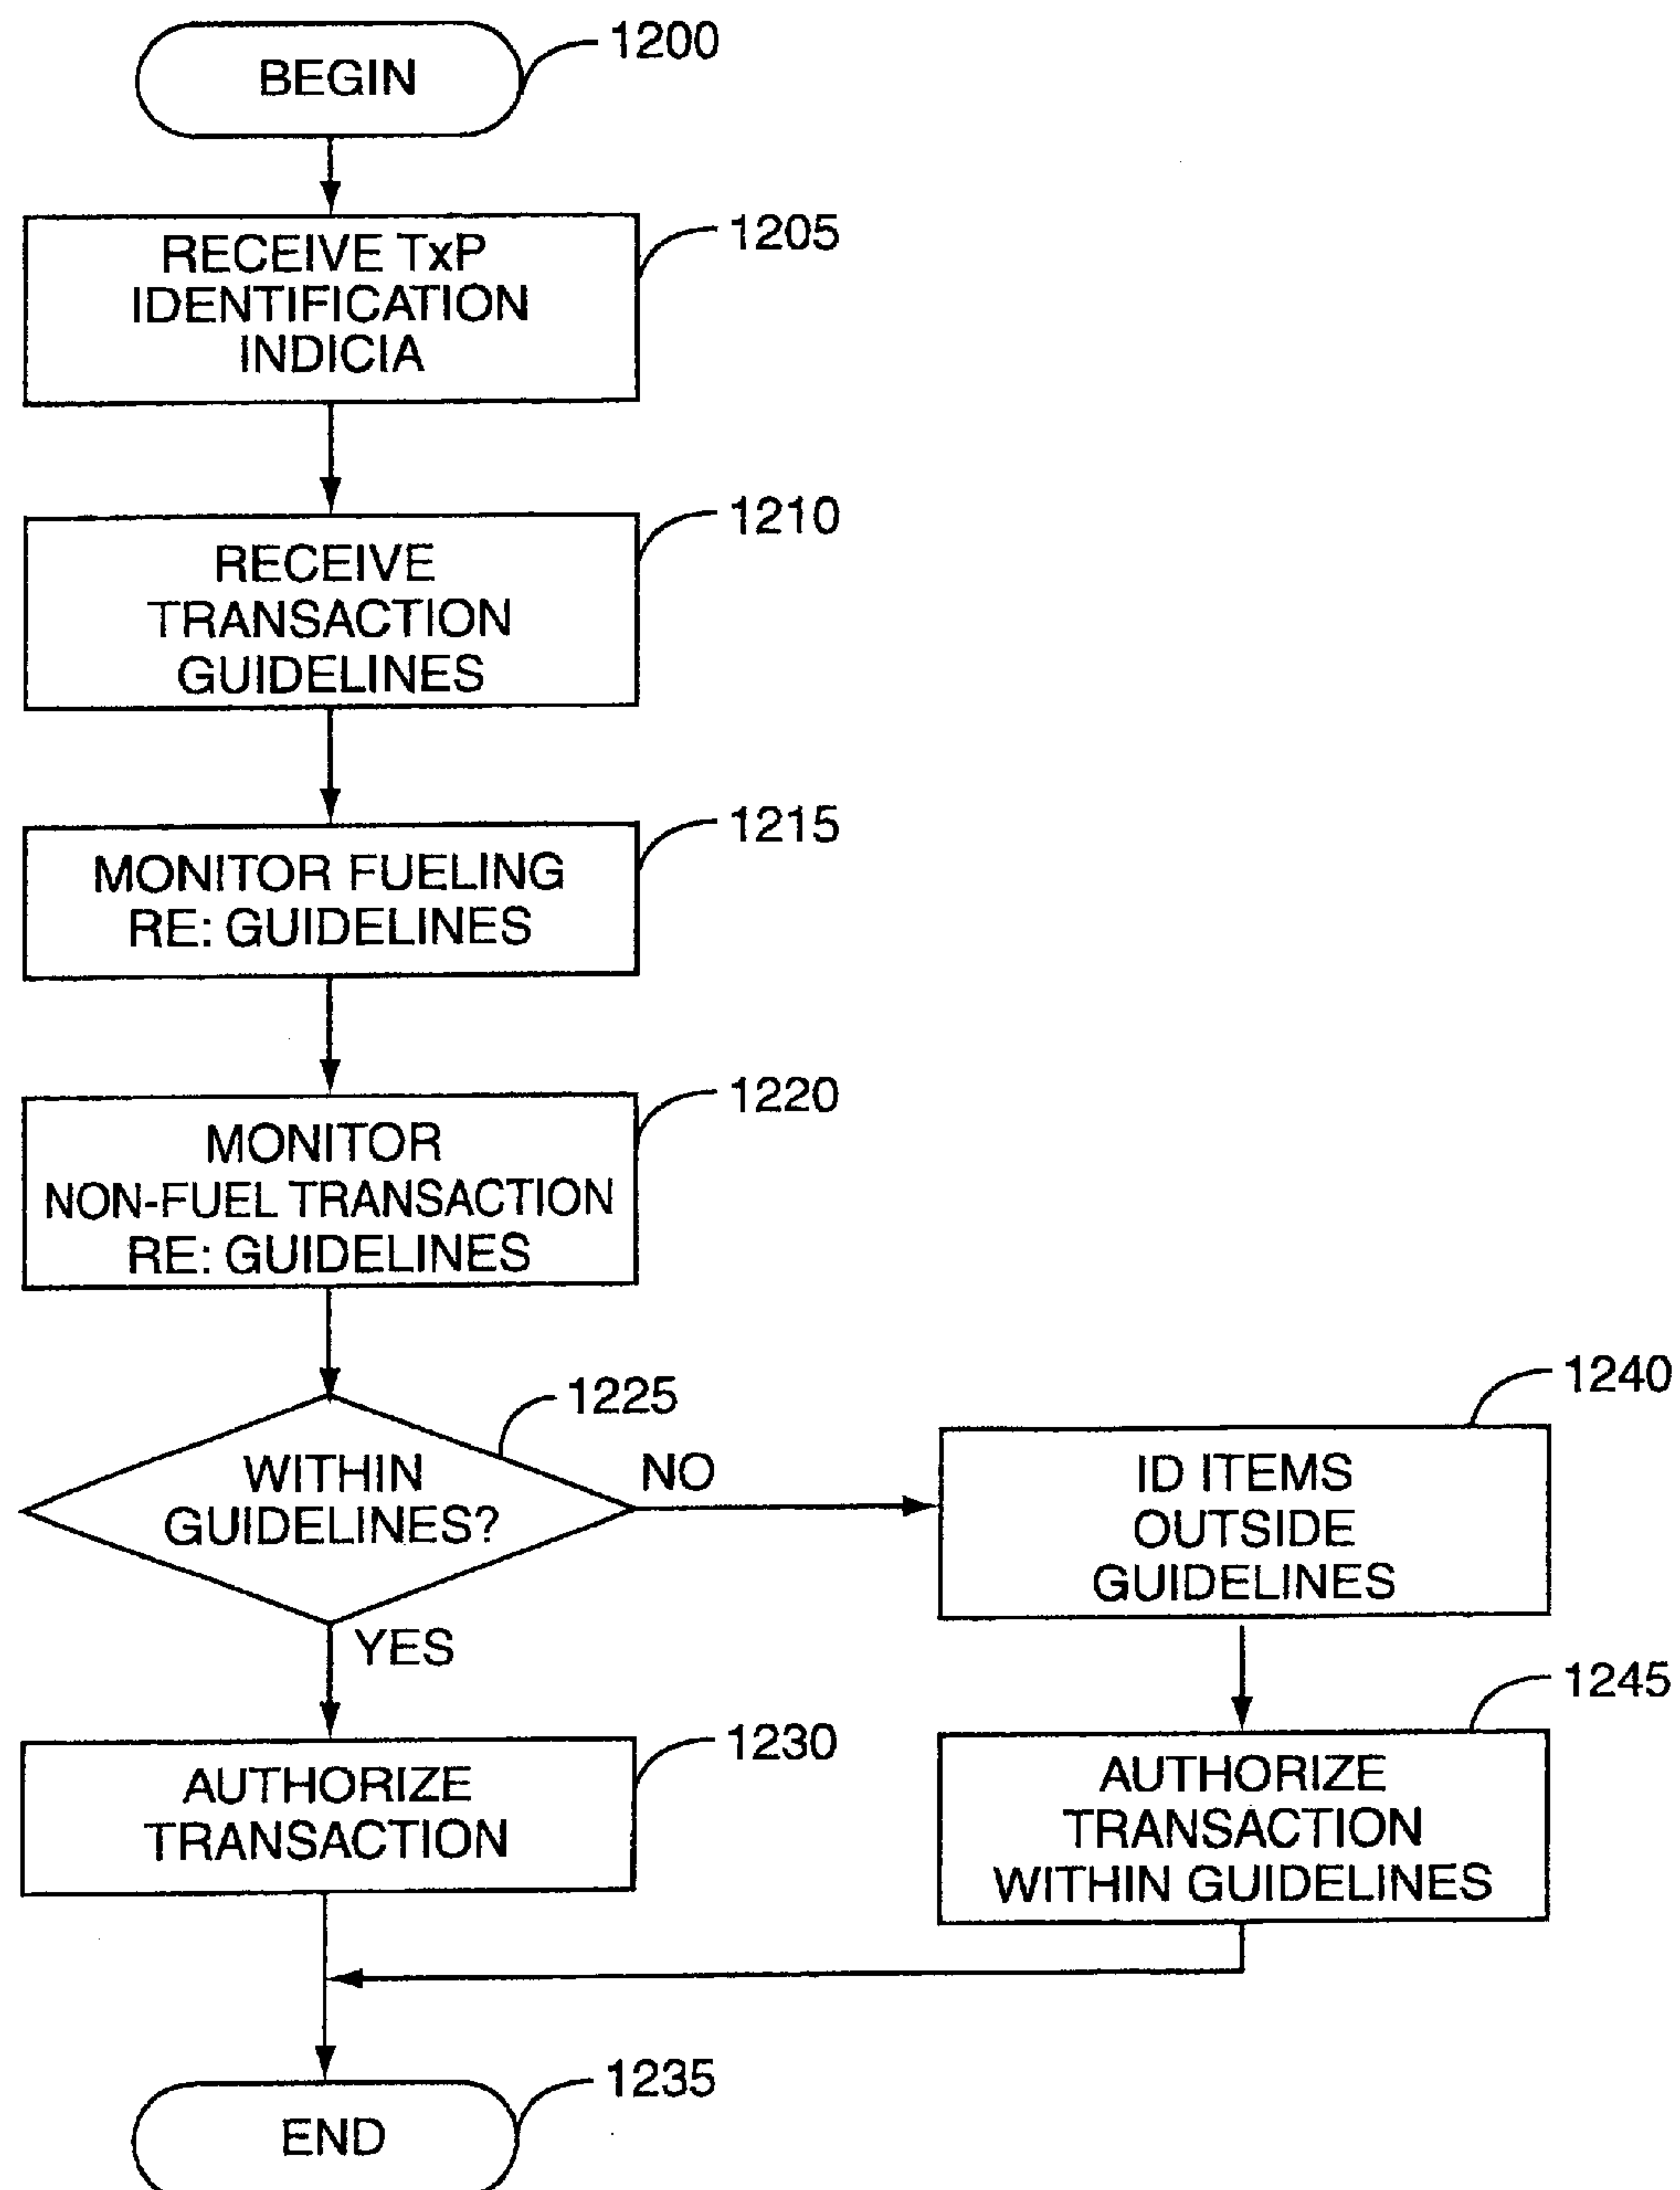 BEGIN
1200
RECEIVE TxP
IDENTIFICATION
INDICIA
1205
RECEIVE
TRANSACTION
GUIDELINES
1210
MONITOR FUELING
RE: GUIDELINES
1215
MONITOR
NON-FUEL TRANSACTION
RE: GUIDELINES
1220
WITHIN
GUIDELINES?
1225
NO
YES
ID ITEMS
OUTSIDE
GUIDELINES
1240
AUTHORIZE
TRANSACTION
1230
AUTHORIZE
TRANSACTION
WITHIN GUIDELINES
1245
END
1235